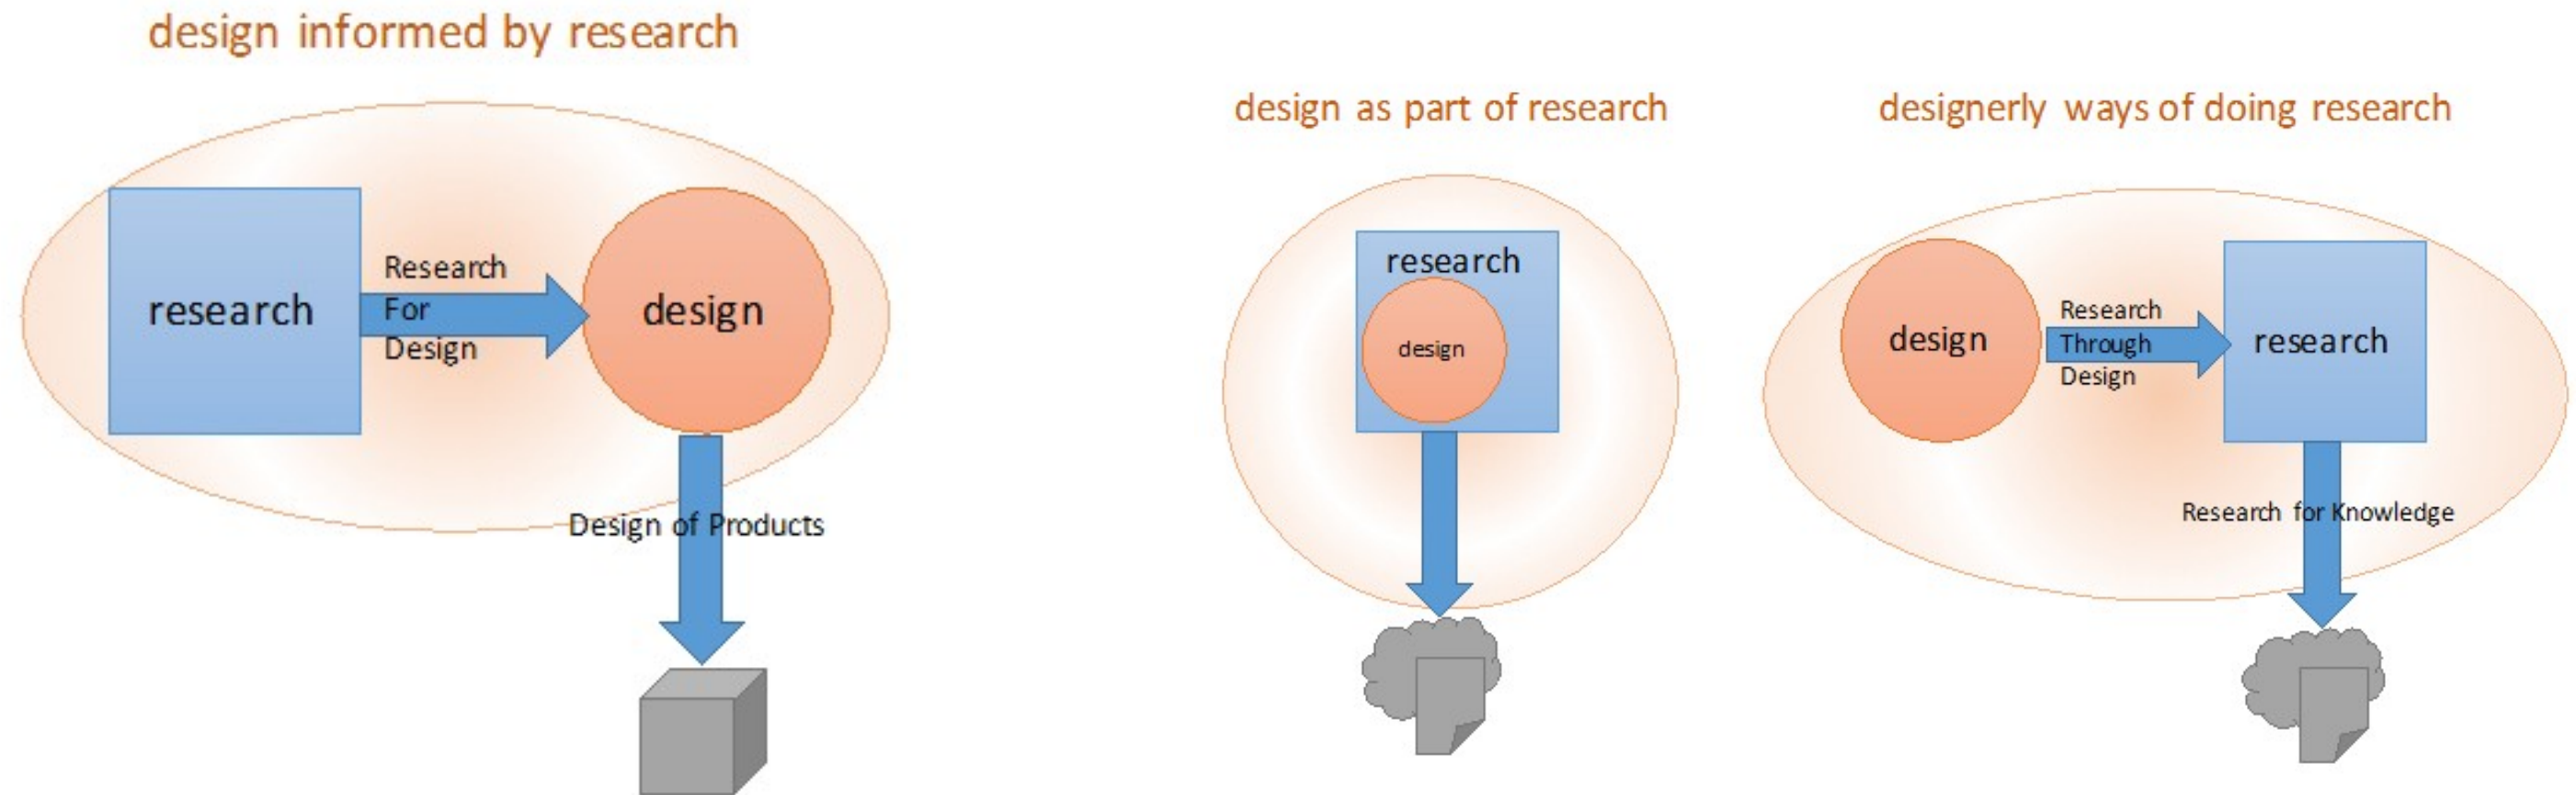 design informed by research
research
Research
For
Design
design
Design of Products
design as part of research
research
design
designerly ways of doing research
design
Research
Through
Design
research
Research for Knowledge